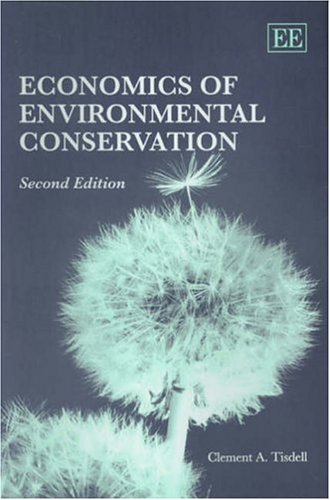 EE
ECONOMICS OF
ENVIRONMENTAL
CONSERVATION
Second Edition
Clement A. Tisdell